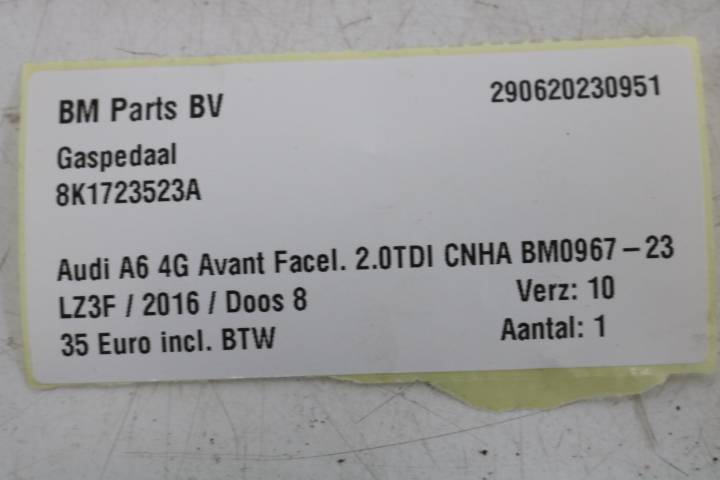 BM Parts BV 290620230951
Gaspedaal
8K1723523A
Audi A6 4G Avant Facel. 2.0TDI CNHA BM0967-23
LZ3F / 2016 / Doos 8 Verz: 10
35 Euro incl. BTW Aantal: 1